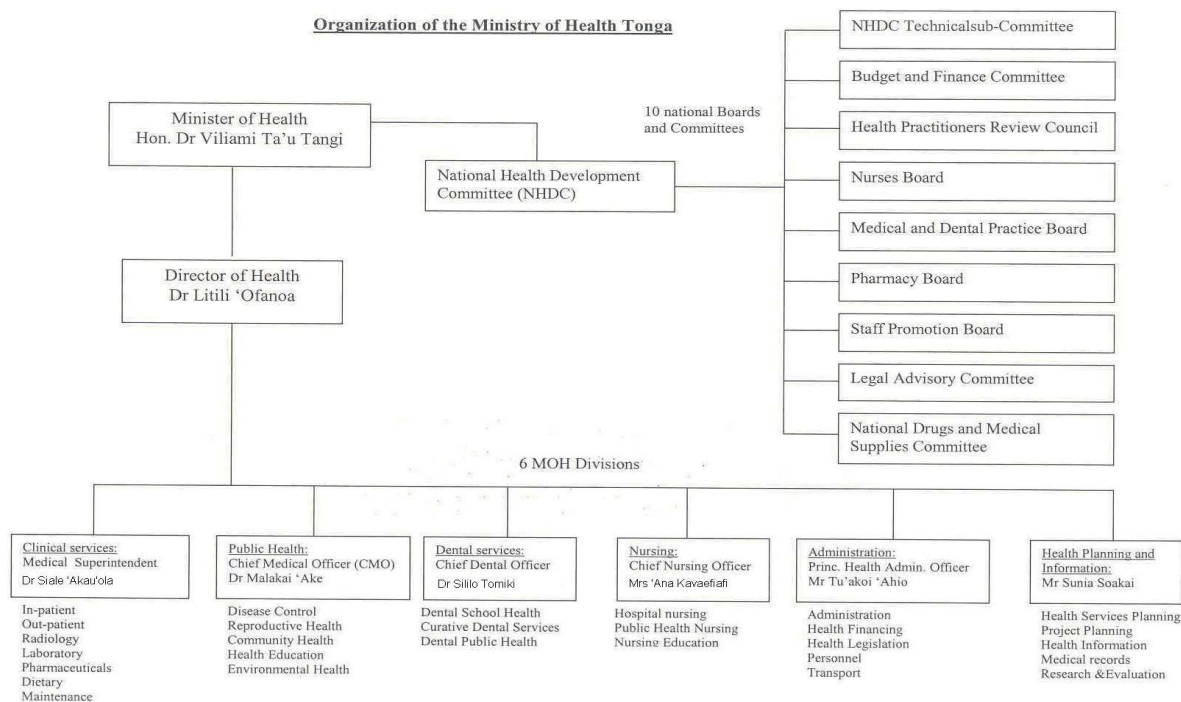 Organization of the Ministry of Health Tonga
Minister of Health
Hon. Dr Viliami Ta'u Tangi
National Health Development
Committee (NHDC)
10 national Boards
and Committees
NHDC Technicalsub-Committee
Budget and Finance Committee
Health Practitioners Review Council
Nurses Board
Medical and Dental Practice Board
Pharmacy Board
Staff Promotion Board
Legal Advisory Committee
National Drugs and Medical
Supplies Committee
Director of Health
Dr Litili ‘Ofanoa
6 MOH Divisions
Clinical services:
Medical Superintendent
Dr Siale 'Akau'ola
In-patient
Out-patient
Radiology
Laboratory
Pharmaceuticals
Dietary
Maintenance
Public Health:
Chief Medical Officer (CMO)
Dr Malakai ‘Ake
Disease Control
Reproductive Health
Community Health
Health Education
Environmental Health
Dental services:
Chief Dental Officer
Dr Sililo Tomiki
Dental School Health
Curative Dental Services
Dental Public Health
Nursing:
Chief Nursing Officer
Mrs 'Ana Kavaefiafi
Hospital nursing
Public Health Nursing
Nursing Education
Administration:
Princ. Health Admin. Officer
Mr Tu’akoi ‘Ahio
Administration
Health Financing
Health Legislation
Personnel
Transport
Health Planning and
Information:
Mr Sunia Soakai
Health Services Planning
Project Planning
Health Information
Medical records
Research &Evaluation